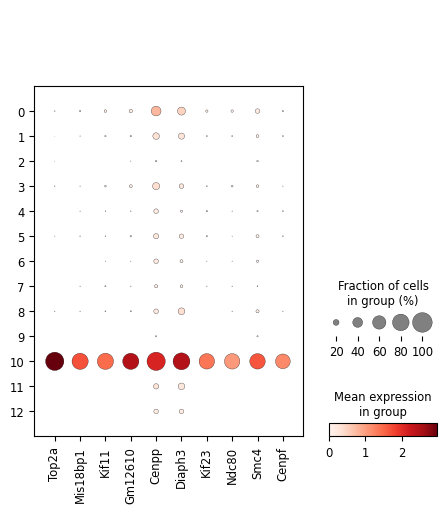 0
1
2
3
4
5
6
7
8
9
10
11
12
Top2a
Mis18bp1
Kif11
Gm12610
Cenpp
Diaph3
Kif23
Ndc80
Smc4
Cenpf
Fraction of cells
in group (%)
20 40 60 80 100
Mean expression
in group
0 1 2